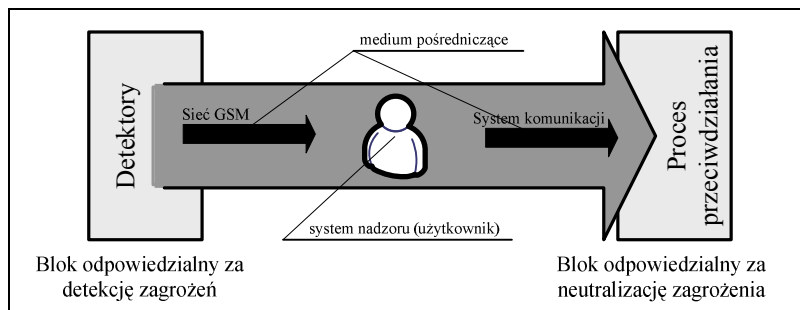 medium pośredniczące
Detektory
Sieć GSM
System komunikacji
Proces
przeciwdziałania
system nadzoru (użytkownik)
Blok odpowiedzialny za
detekcję zagrożeń
Blok odpowiedzialny za
neutralizację zagrożenia